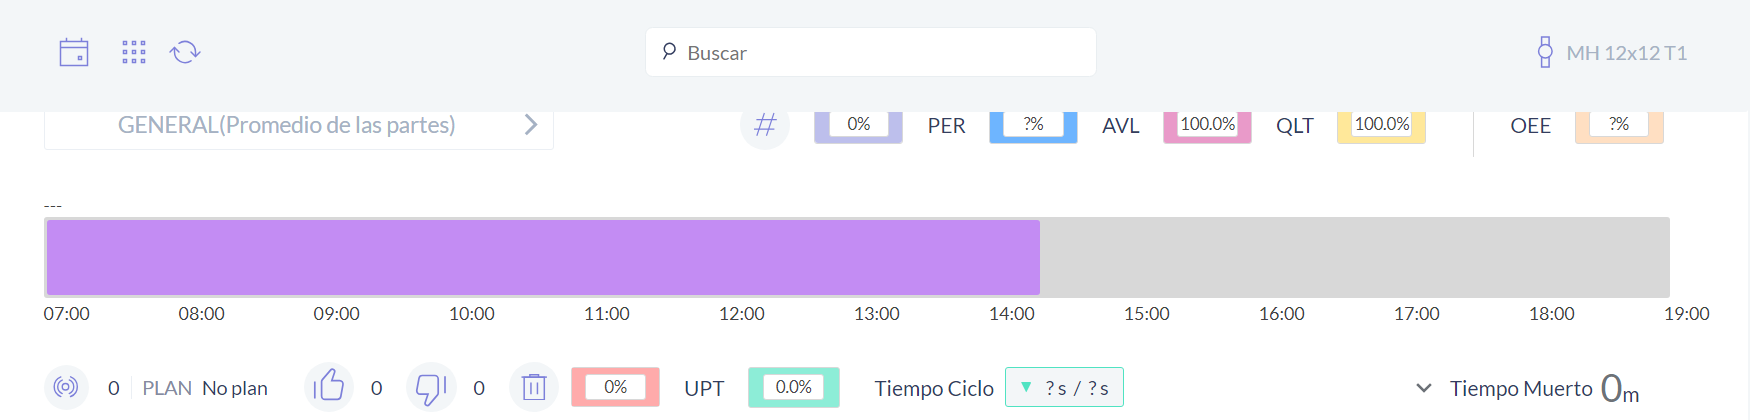 Buscar
MH 12x12 T1
GENERAL(Promedio de las partes)
# 0% PER ?% AVL 100.0% QLT 100.0% OEE ?%
---
07:00 08:00 09:00 10:00 11:00 12:00 13:00 14:00 15:00 16:00 17:00 18:00 19:00
0 PLAN No plan 0 0 0% UPT 0.0% Tiempo Ciclo ? s / ? s Tiempo Muerto 0m